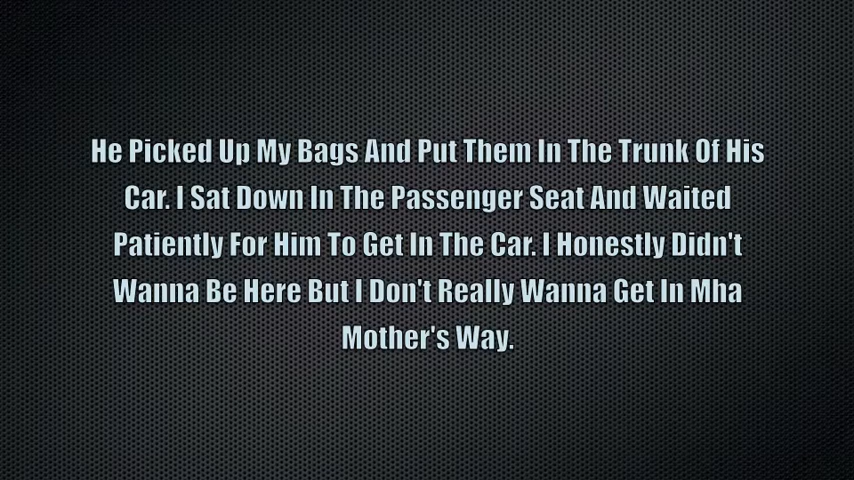 He Picked Up My Bags And Put Them In The Trunk Of His
Car. I Sat Down In The Passenger Seat And Waited
Patiently For Him To Get In The Car. I Honestly Didn't
Wanna Be Here But I Don't Really Wanna Get In Mha
Mother's Way.